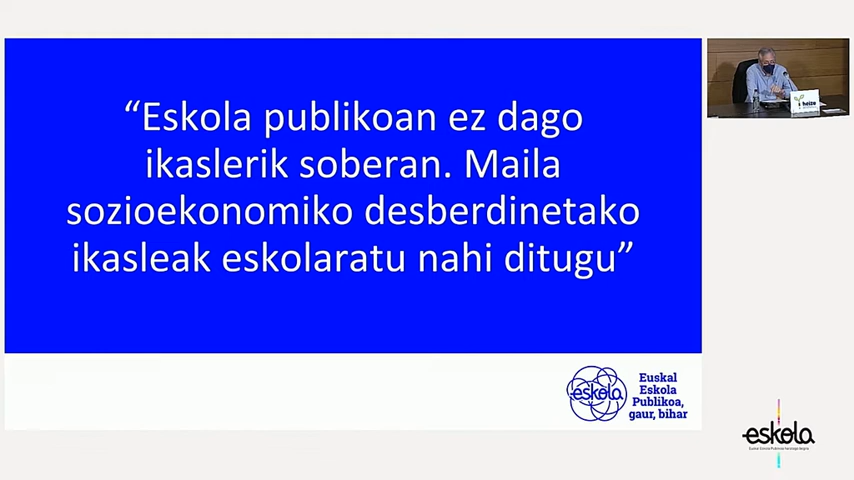 “Eskola publikoan ez dago
ikaslerik soberan. Maila
sozioekonomiko desberdinetako
ikasleak eskolaratu nahi ditugu”
heize
eskola
Euskal
Eskola
Publikoa,
gaur, bihar
eskola